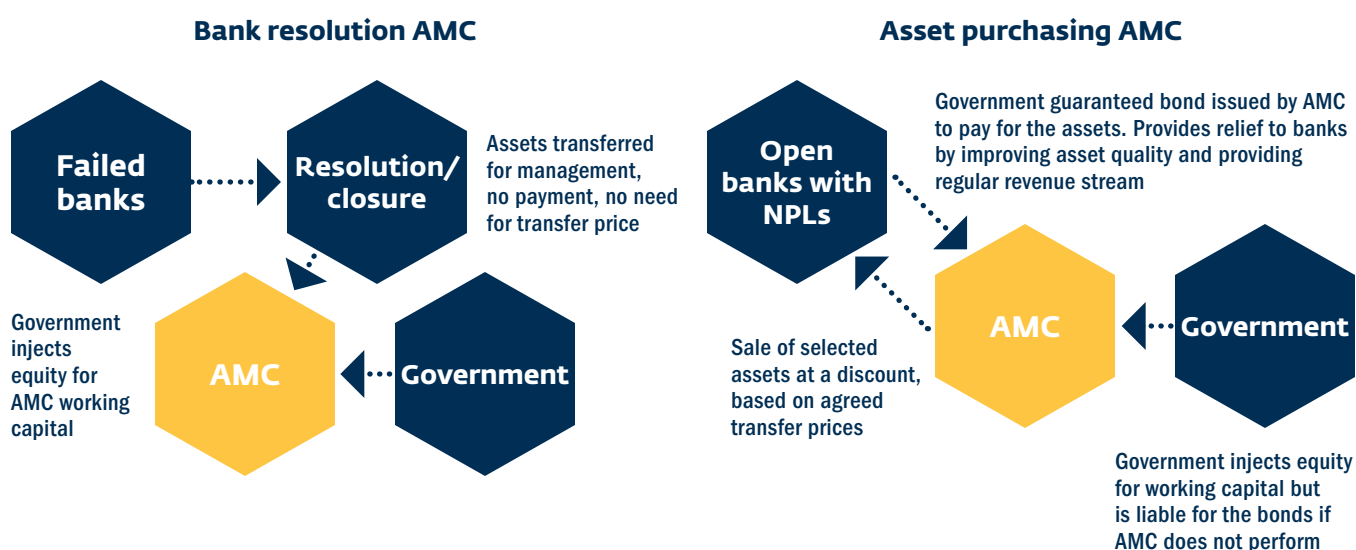 Bank resolution AMC
Failed
banks
Resolution/
closure
Assets transferred
for management,
no payment, no need
for transfer price
Government
injects
equity for
AMC working
capital
AMC
Government
Asset purchasing AMC
Open
banks with
NPLs
Government guaranteed bond issued by AMC
to pay for the assets. Provides relief to banks
by improving asset quality and providing
regular revenue stream
AMC
Government
Sale of selected
assets at a discount,
based on agreed
transfer prices
Government injects equity
for working capital but
is liable for the bonds if
AMC does not perform